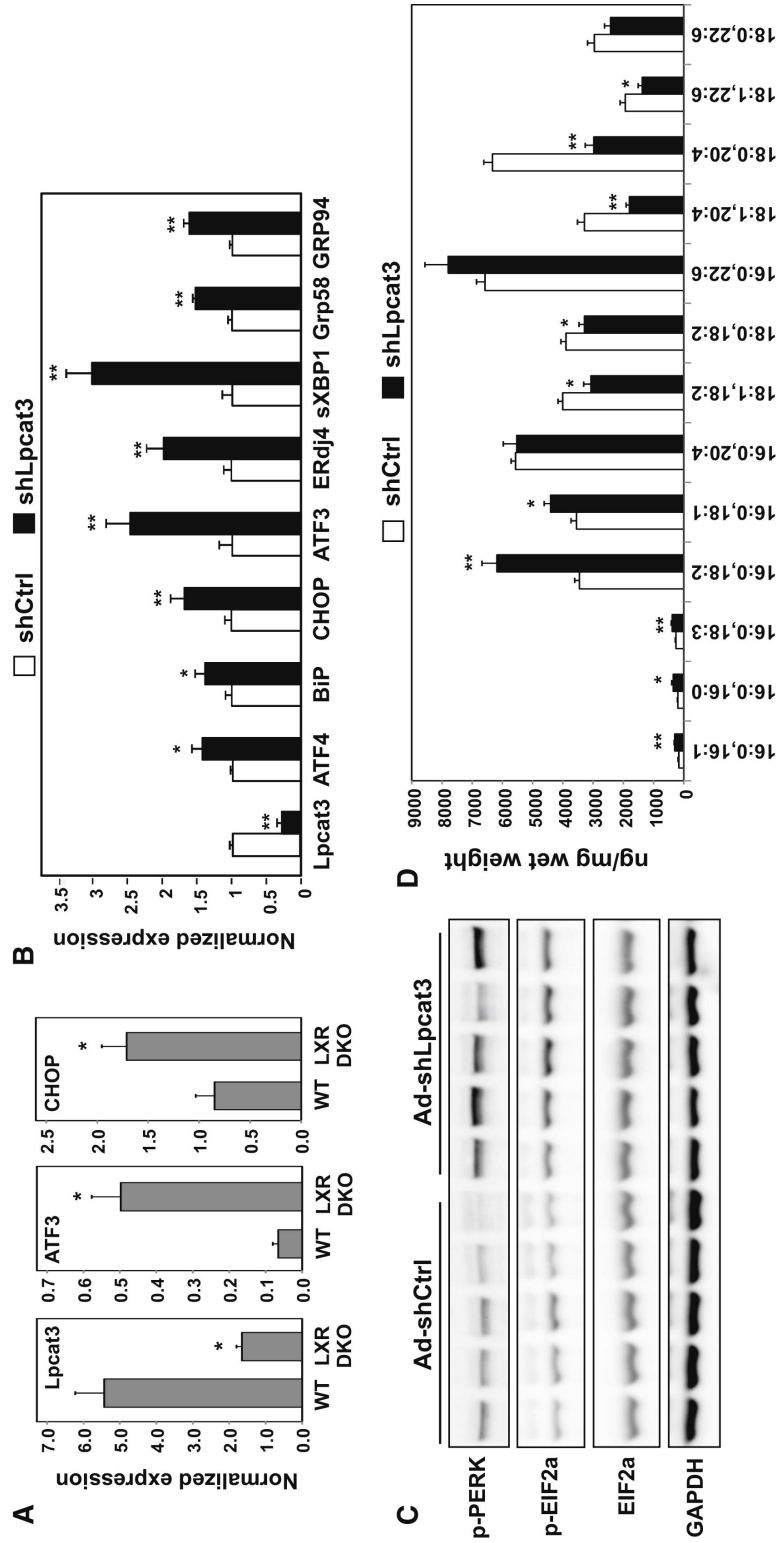 A
Normalized expression
Lpcat3
7.0
6.0
5.0
4.0
3.0
2.0
1.0
0.0
*
WT
LXR
DKO
ATF3
0.7
0.6
0.5
0.4
0.3
0.2
0.1
0.0
*
WT
LXR
DKO
CHOP
2.5
2.0
1.5
1.0
0.5
0.0
*
WT
LXR
DKO
B
shCtrl shLpcat3
Normalized expression
3.5
3
2.5
2
1.5
1
0.5
0
** * * ** ** ** ** ** **
Lpcat3 ATF4 BiP CHOP ATF3 ERdj4 sXBP1 Grp58 GRP94
C
Ad-shCtrl Ad-shLpcat3
p-PERK
p-EIF2a
EIF2a
GAPDH
D
shCtrl shLpcat3
ng/mg wet weight
9000
8000
7000
6000
5000
4000
3000
2000
1000
0
** * ** ** * * * ** ** *
16:0,16:1
16:0,16:0
16:0,18:3
16:0,18:2
16:0,18:1
16:0,20:4
18:1,18:2
18:0,18:2
16:0,22:6
18:1,20:4
18:0,20:4
18:1,22:6
18:0,22:6